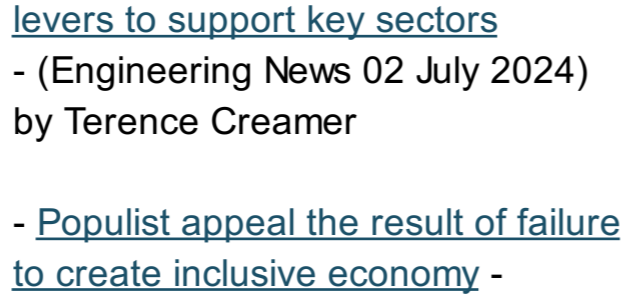 levers to support key sectors
- (Engineering News 02 July 2024)
by Terence Creamer
- Populist appeal the result of failure
to create inclusive economy -